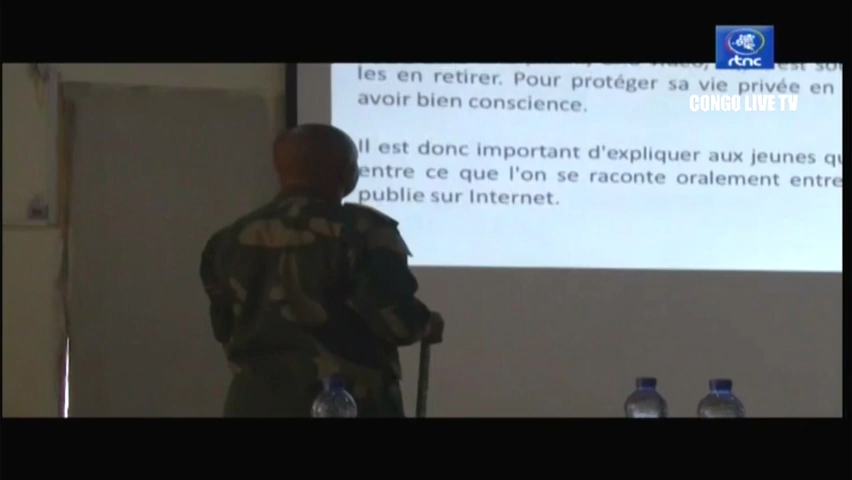 rtnc
CONGO LIVE TV
les en retirer. Pour protéger sa vie privée en
avoir bien conscience.
Il est donc important d'expliquer aux jeunes
entre ce que l'on se raconte oralement entre
publie sur Internet.